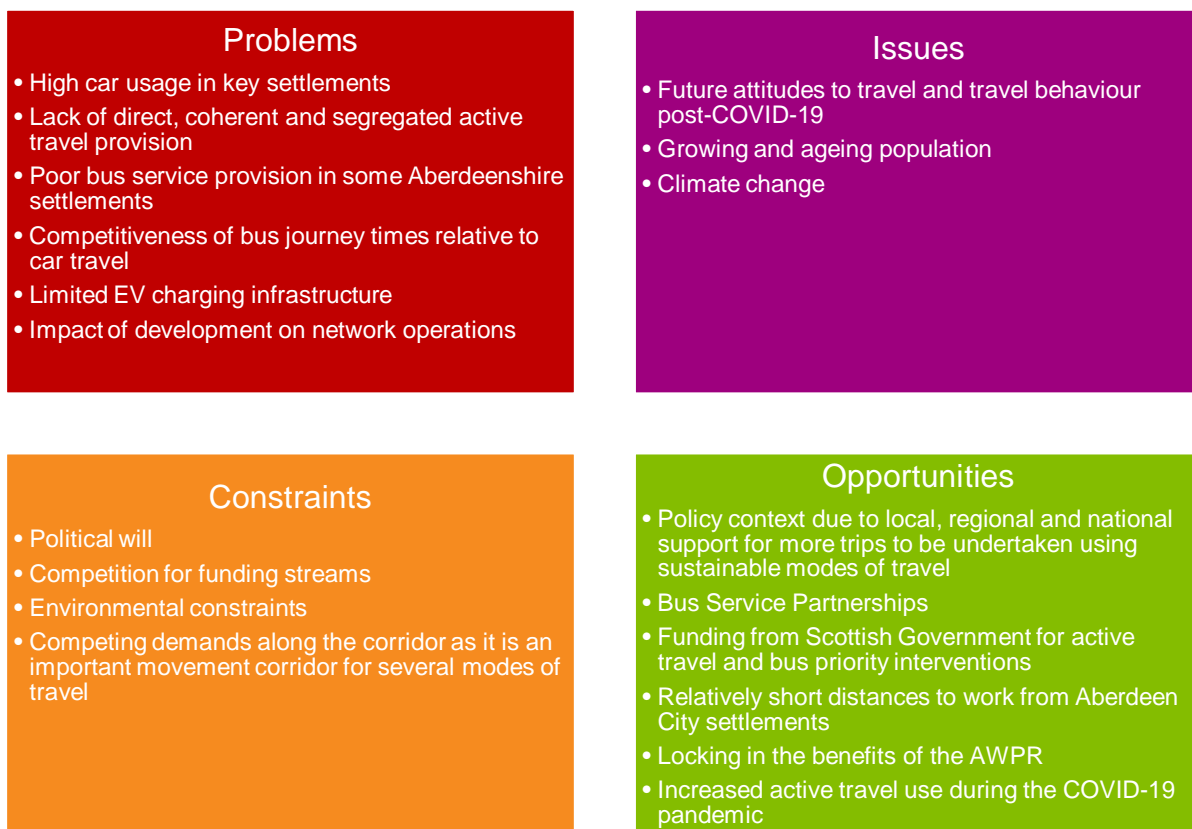 Problems
• High car usage in key settlements
• Lack of direct, coherent and segregated active
travel provision
• Poor bus service provision in some Aberdeenshire
settlements
• Competitiveness of bus journey times relative to
car travel
• Limited EV charging infrastructure
• Impact of development on network operations
Issues
• Future attitudes to travel and travel behaviour
post-COVID-19
• Growing and ageing population
• Climate change
Constraints
• Political will
• Competition for funding streams
• Environmental constraints
• Competing demands along the corridor as it is an
important movement corridor for several modes of
travel
Opportunities
• Policy context due to local, regional and national
support for more trips to be undertaken using
sustainable modes of travel
• Bus Service Partnerships
• Funding from Scottish Government for active
travel and bus priority interventions
• Relatively short distances to work from Aberdeen
City settlements
• Locking in the benefits of the AWPR
• Increased active travel use during the COVID-19
pandemic